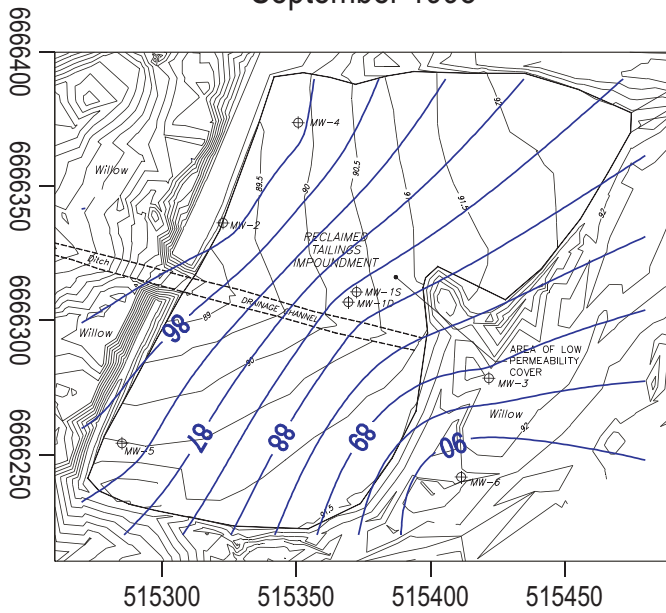 September
6666400
6666350
6666300
6666250
515300
515350
515400
515450
MW-4
92
Willow
89.5
90
90.5
91
91.5
92
MW-2
RECLAIMED
TAILINGS
IMPOUNDMENT
Ditch
MW-1S
MW-1D
DRAINAGE CHANNEL
86
89
Willow
90
AREA OF LOW
PERMEABILITY
COVER
MW-3
Willow
92
87
88
89
90
MW-5
MW-6
91.5